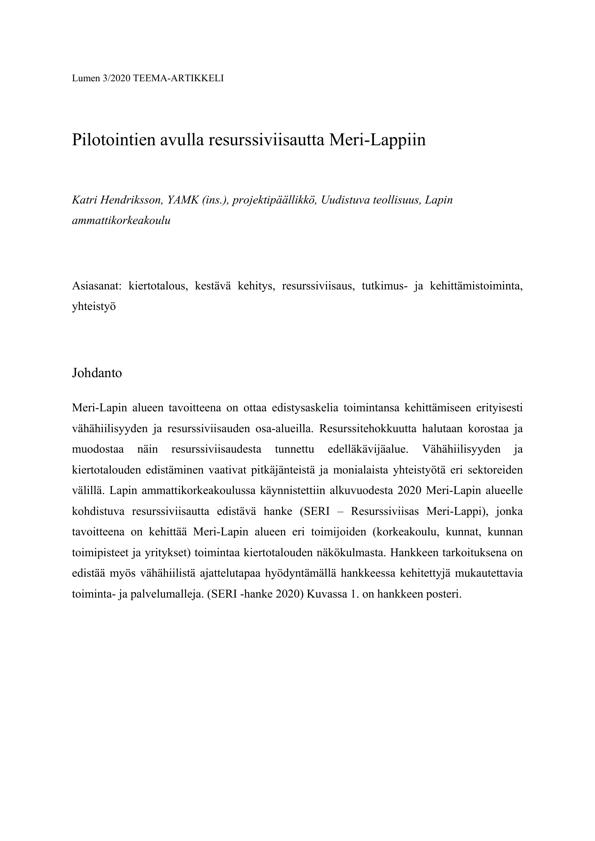 Lumen 3/2020 TEEMA-ARTIKKELI
Pilotointien avulla resurssiviisautta Meri-Lappiin
Katri Hendriksson, YAMK (ins.), projektipäällikkö, Uudistuva teollisuus, Lapin
ammattikorkeakoulu
Asiasanat: kiertotalous, kestävä kehitys, resurssiviisaus, tutkimus- ja kehittämistoiminta,
yhteistyö
Johdanto
Meri-Lapin alueen tavoitteena on ottaa edistysaskelia toimintansa kehittämiseen erityisesti
vähähiilisyyden ja resurssiviisauden osa-alueilla. Resurssitehokkuutta halutaan korostaa ja
muodostaa näin resurssiviisaudesta tunnettu edelläkävijäalue. Vähähiilisyyden ja
kiertotalouden edistäminen vaativat pitkäjänteistä ja monialaista yhteistyötä eri sektoreiden
välillä. Lapin ammattikorkeakoulussa käynnistettiin alkuvuodesta 2020 Meri-Lapin alueelle
kohdistuva resurssiviisautta edistävä hanke (SERI – Resurssiviisas Meri-Lappi), jonka
tavoitteena on kehittää Meri-Lapin alueen eri toimijoiden (korkeakoulu, kunnat, kunnan
toimipisteet ja yritykset) toimintaa kiertotalouden näkökulmasta. Hankkeen tarkoituksena on
edistää myös vähähiilistä ajattelutapaa hyödyntämällä hankkeessa kehitettyjä mukautettavia
toiminta- ja palvelumalleja. (SERI -hanke 2020) Kuvassa 1. on hankkeen posteri.